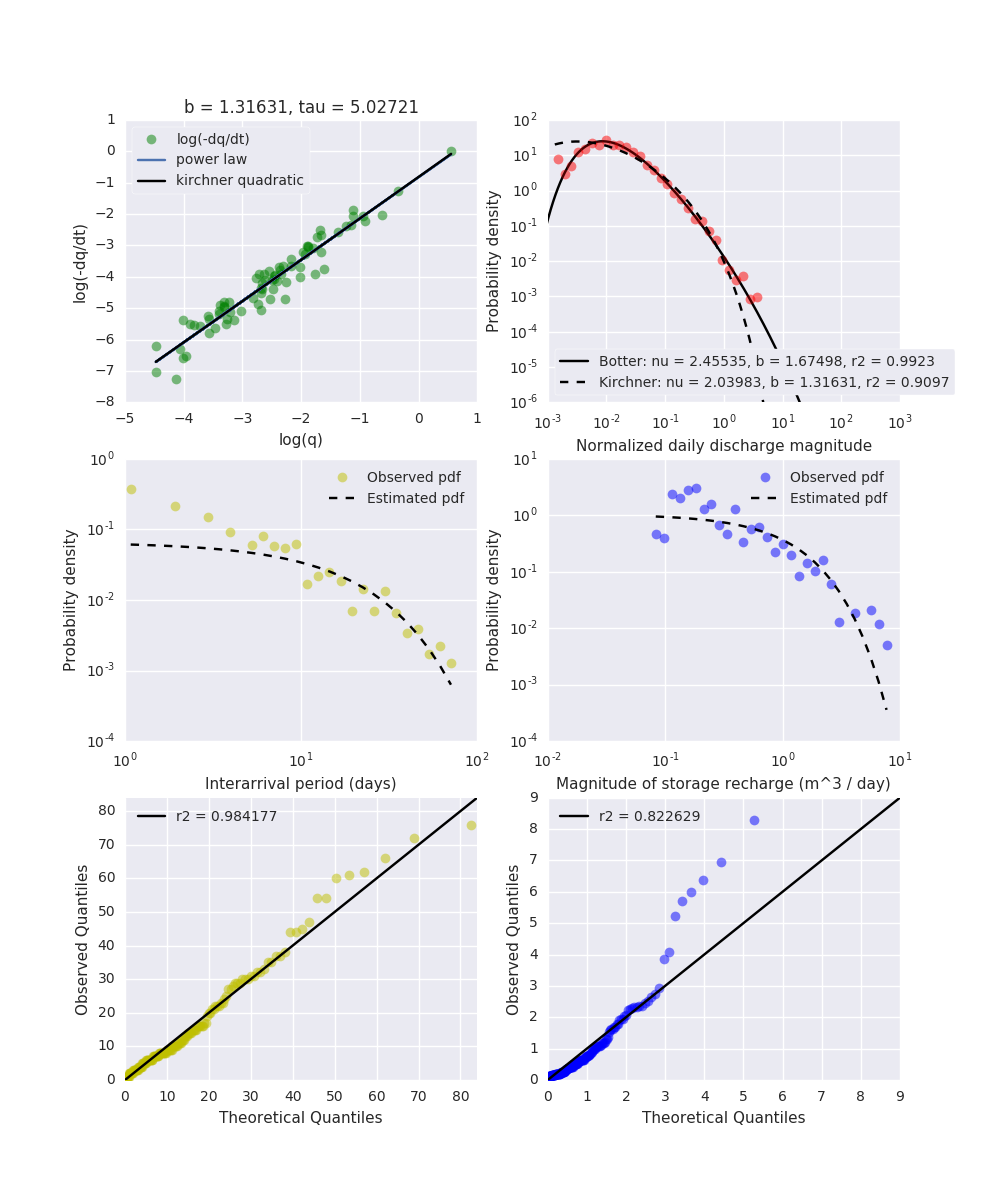 b = 1.31631, tau = 5.02721
log(-dq/dt)
power law
kirchner quadratic
1
0
−1
−2
−3
−4
−5
−6
−7
−8
log(-dq/dt)
−5 −4 −3 −2 −1 0 1
log(q)
10^2
10^1
10^0
10^-1
10^-2
10^-3
10^-4
10^-5
10^-6
Probability density
Botter: nu = 2.45535, b = 1.67498, r2 = 0.9923
Kirchner: nu = 2.03983, b = 1.31631, r2 = 0.9097
10^-3 10^-2 10^-1 10^0 10^1 10^2 10^3
Normalized daily discharge magnitude
10^0
10^-1
10^-2
10^-3
10^-4
Probability density
Observed pdf
Estimated pdf
10^0 10^1 10^2
Interarrival period (days)
10^1
10^0
10^-1
10^-2
10^-3
10^-4
Probability density
Observed pdf
Estimated pdf
10^-2 10^-1 10^0 10^1
Magnitude of storage recharge (m^3 / day)
80
70
60
50
40
30
20
10
0
Observed Quantiles
r2 = 0.984177
0 10 20 30 40 50 60 70 80
Theoretical Quantiles
9
8
7
6
5
4
3
2
1
0
Observed Quantiles
r2 = 0.822629
0 1 2 3 4 5 6 7 8 9
Theoretical Quantiles